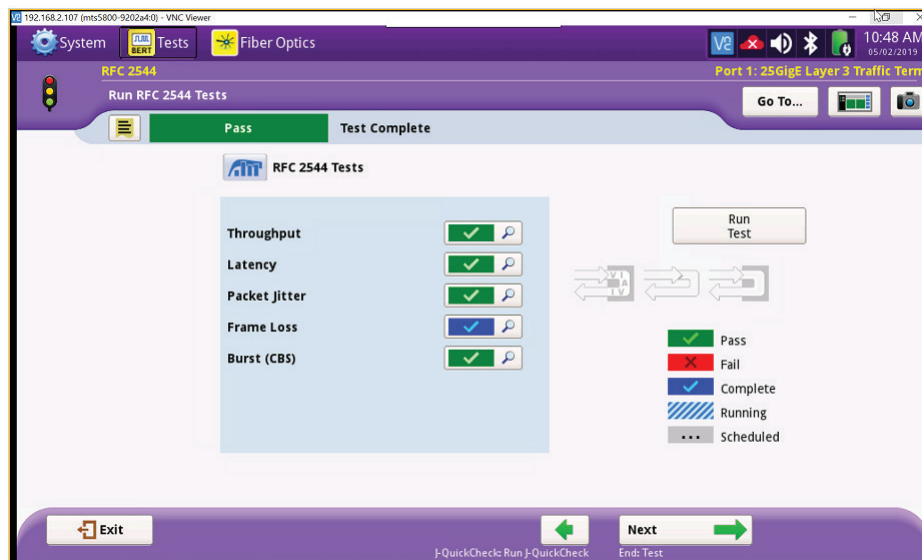 192.168.2.107 (mts5800-9202a4:0) - VNC Viewer
System
BERT
Tests
Fiber Optics
10:48 AM
05/02/2019
RFC 2544
Port 1: 25GigE Layer 3 Traffic Term
Run RFC 2544 Tests
Go To...
Pass
Test Complete
RFC 2544 Tests
Throughput
Run
Test
Latency
Packet Jitter
Frame Loss
Burst (CBS)
Pass
Fail
Complete
Running
Scheduled
Exit
Next
J-QuickCheck: Run J-QuickCheck
End: Test